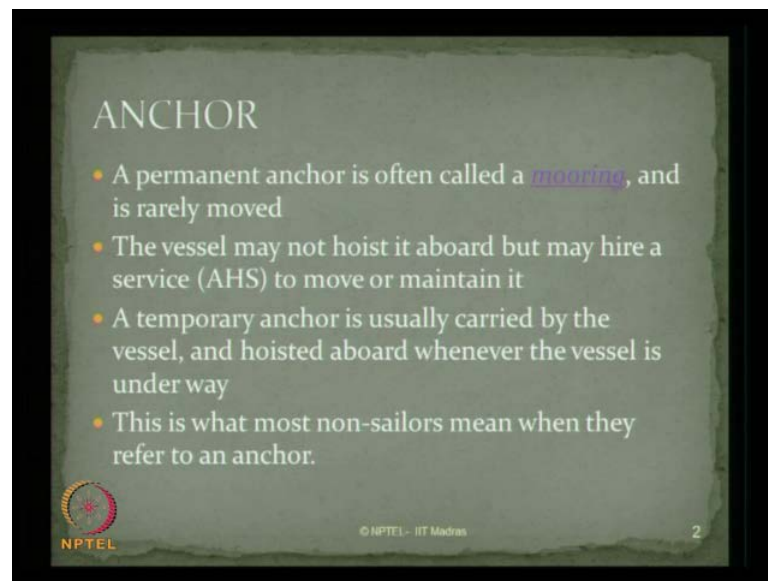 ANCHOR
• A permanent anchor is often called a mooring, and
is rarely moved
• The vessel may not hoist it aboard but may hire a
service (AHS) to move or maintain it
• A temporary anchor is usually carried by the
vessel, and hoisted aboard whenever the vessel is
under way
• This is what most non-sailors mean when they
refer to an anchor.
NPTEL
© NPTEL- IIT Madras
2